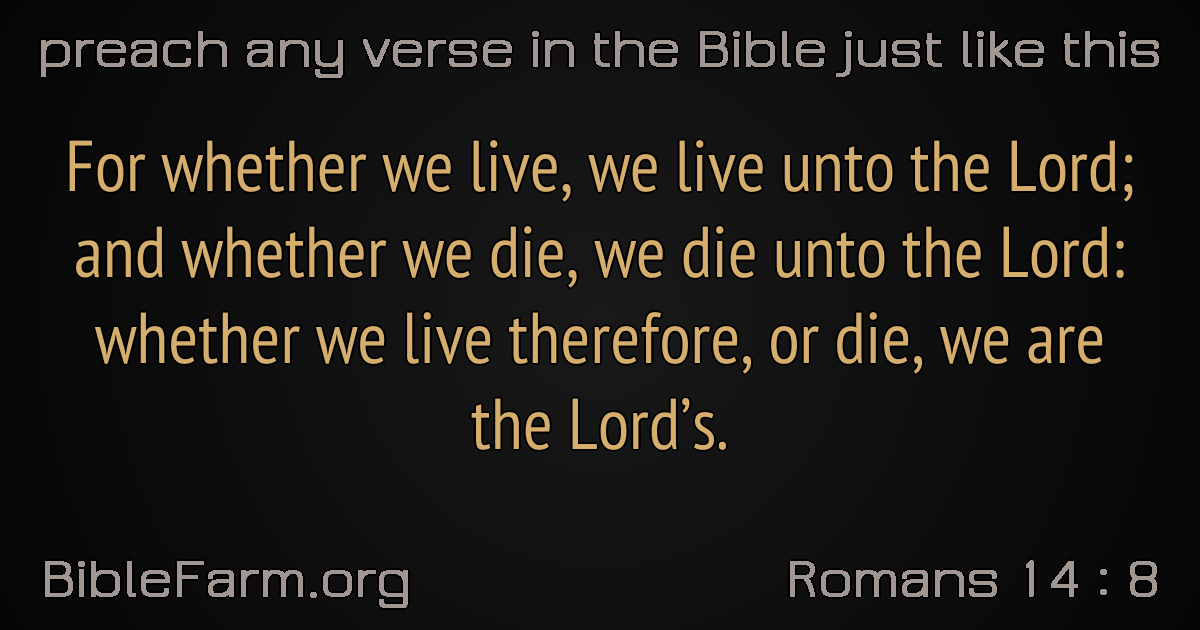 preach any verse in the Bible just like this
For whether we live, we live unto the Lord;
and whether we die, we die unto the Lord:
whether we live therefore, or die, we are
the Lord’s.
BibleFarm.org
Romans 14 : 8